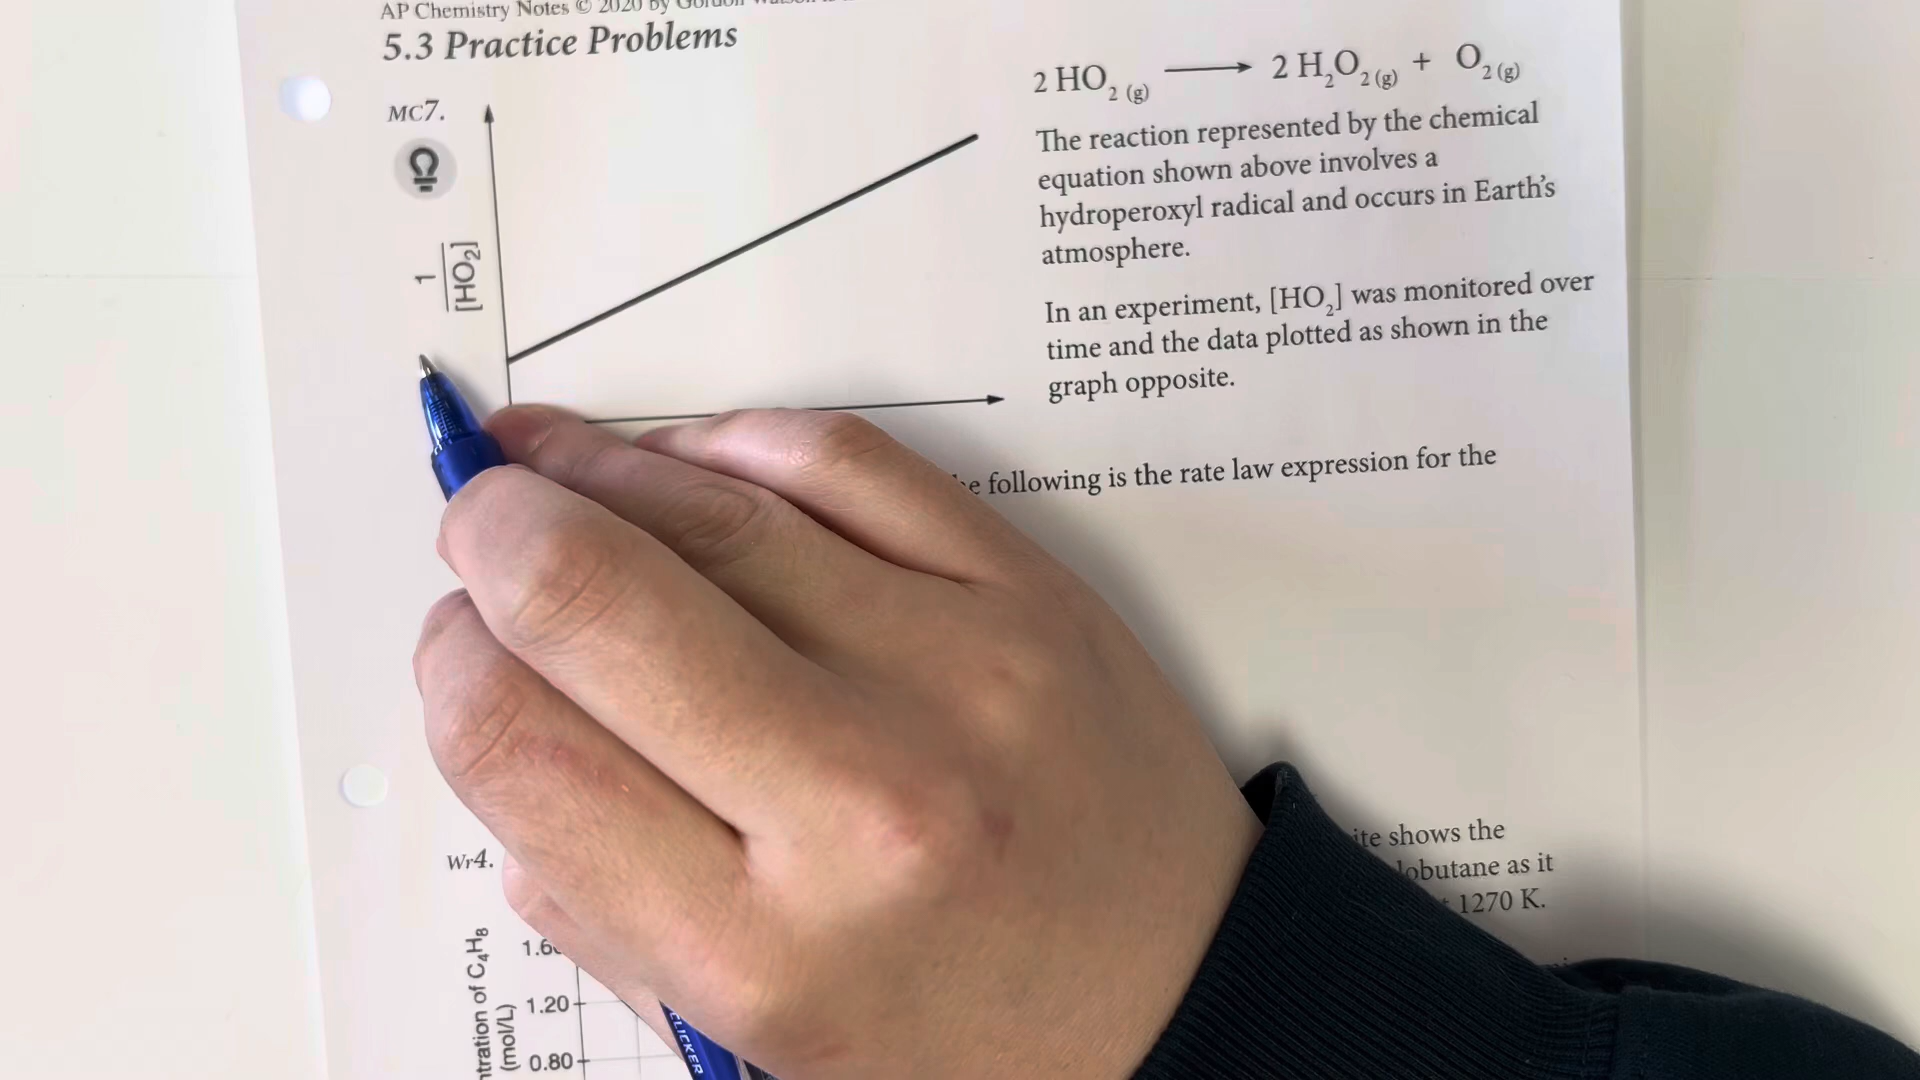 AP Chemistry Notes © 2020 by Gordon
5.3 Practice Problems
MC7.
1
[HO2]
2 HO2 (g) ⟶ 2 H2O2 (g) + O2 (g)
The reaction represented by the chemical
equation shown above involves a
hydroperoxyl radical and occurs in Earth's
atmosphere.
In an experiment, [HO2] was monitored over
time and the data plotted as shown in the
graph opposite.
following is the rate law expression for the
Wr4.
shows the
as it
1270 K.
of C4H8
(mol/L)
1.20
0.80
CLICKER